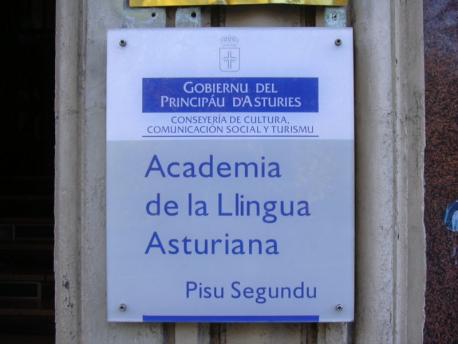 GOBIERNU DEL
PRINCIPÁU D'ASTURIES
CONSEYERÍA DE CULTURA,
COMUNICACIÓN SOCIAL Y TURISMU
Academia
de la Llingua
Asturiana
Pisu Segundu